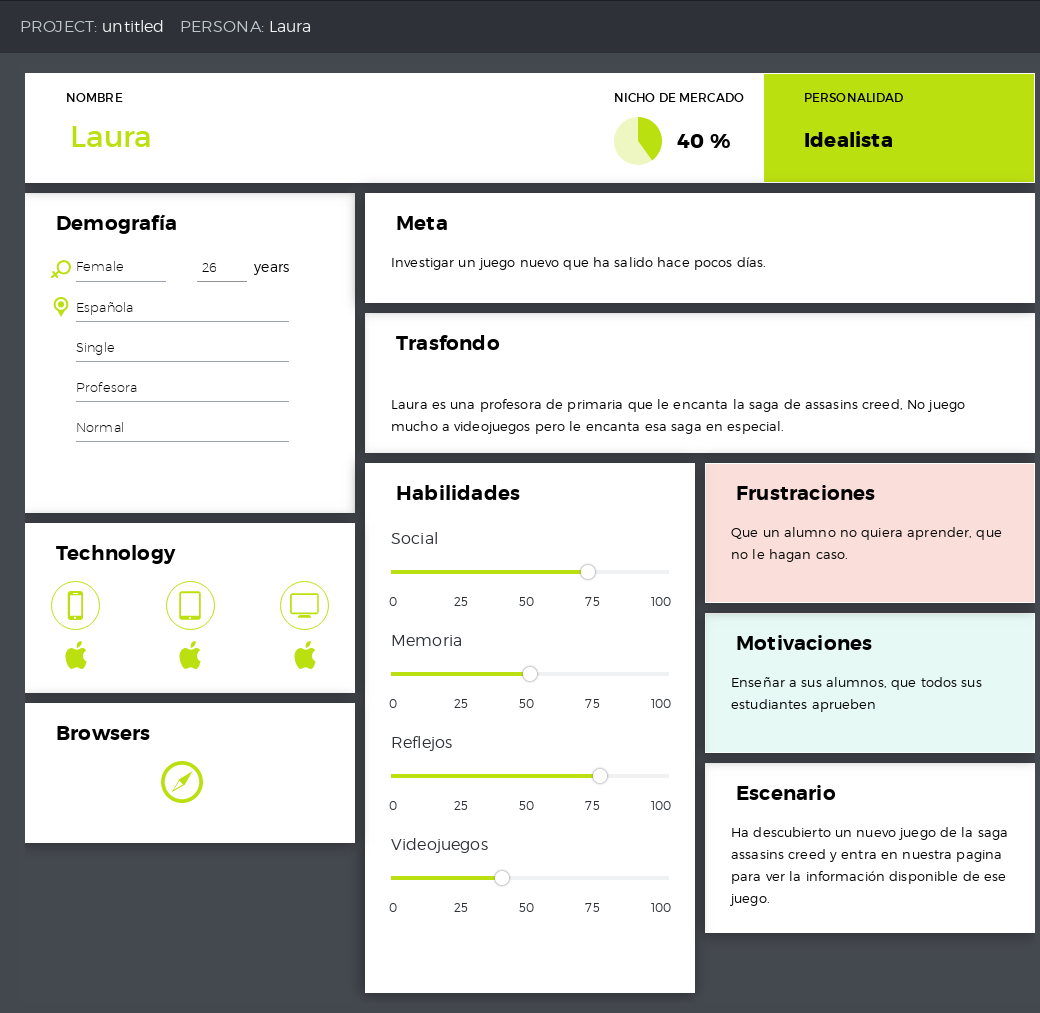 PROJECT: untitled PERSONA: Laura
NOMBRE
Laura
NICHO DE MERCADO
40 %
PERSONALIDAD
Idealista
Demografía
Female 26 years
Española
Single
Profesora
Normal
Technology
Browsers
Meta
Investigar un juego nuevo que ha salido hace pocos días.
Trasfondo
Laura es una profesora de primaria que le encanta la saga de assasins creed, No juego
mucho a videojuegos pero le encanta esa saga en especial.
Habilidades
Social
0 25 50 75 100
Memoria
0 25 50 75 100
Reflejos
0 25 50 75 100
Videojuegos
0 25 50 75 100
Frustraciones
Que un alumno no quiera aprender, que
no le hagan caso.
Motivaciones
Enseñar a sus alumnos, que todos sus
estudiantes aprueben
Escenario
Ha descubierto un nuevo juego de la saga
assasins creed y entra en nuestra pagina
para ver la información disponible de ese
juego.